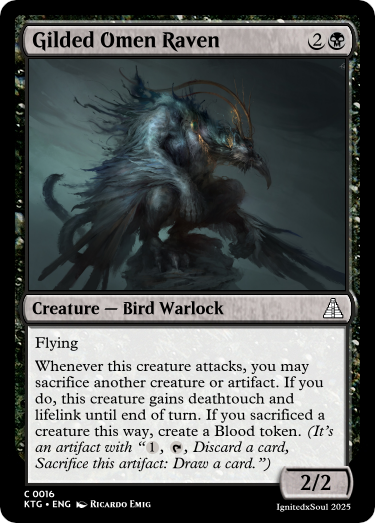 Gilded Omen Raven 2
Creature — Bird Warlock
Flying
Whenever this creature attacks, you may
sacrifice another creature or artifact. If you
do, this creature gains deathtouch and
lifelink until end of turn. If you sacrificed a
creature this way, create a Blood token. (It's
an artifact with “1, , Discard a card,
Sacrifice this artifact: Draw a card.”)
2/2
C 0016
KTG • ENG Ricardo Emig
IgnitedxSoul 2025